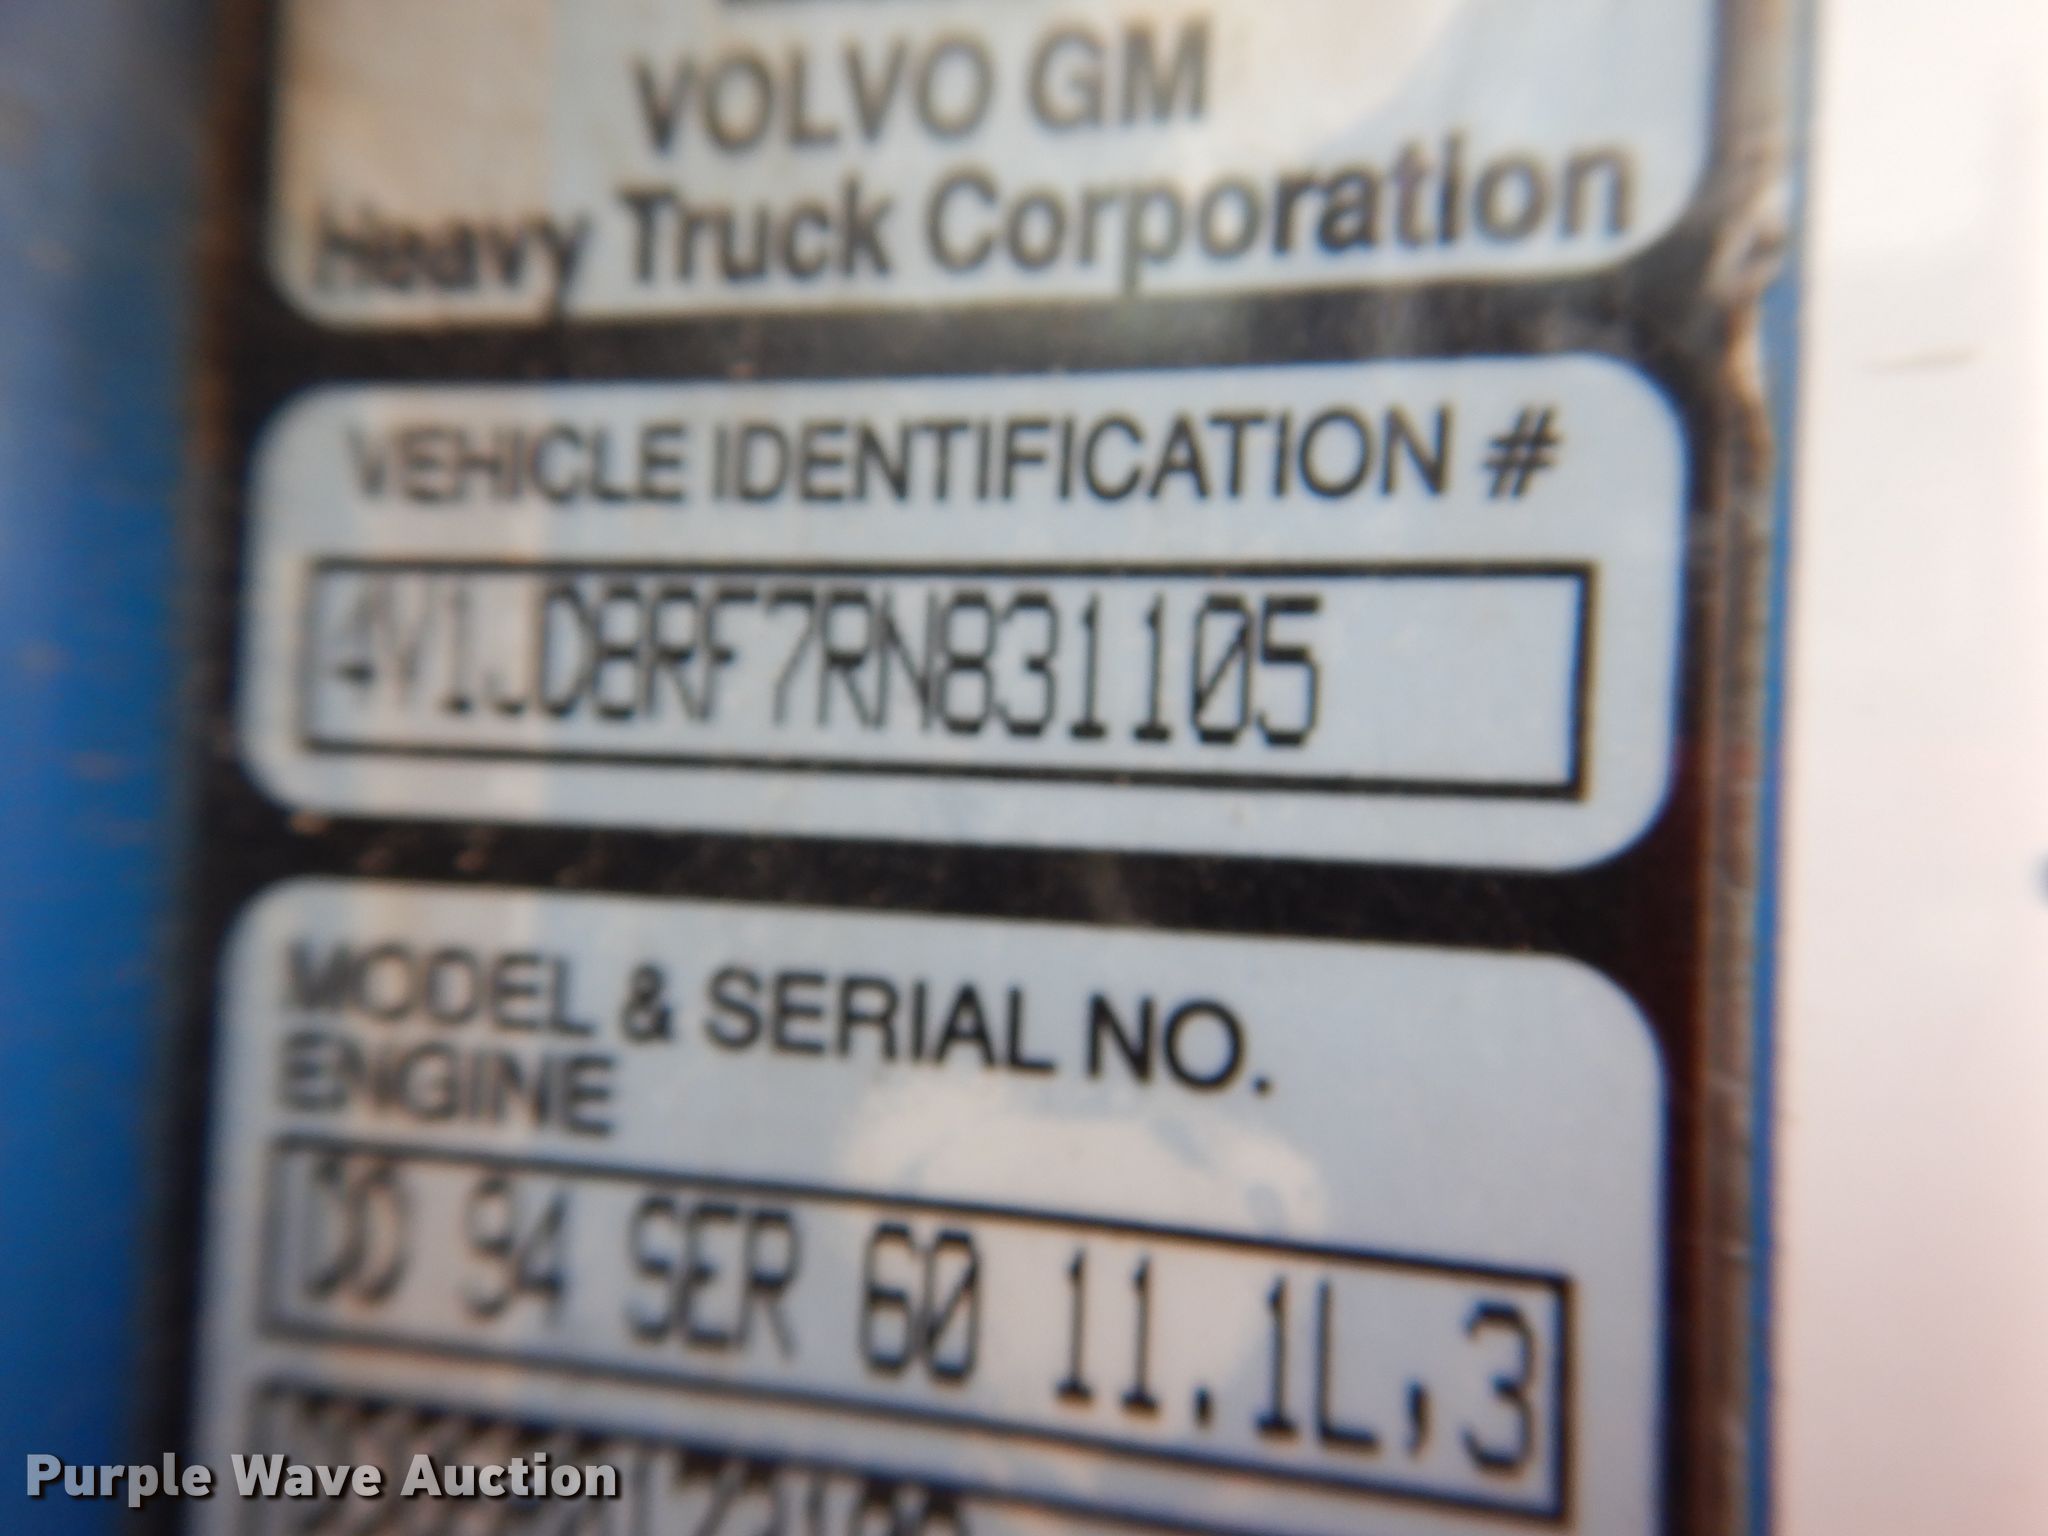 VOLVO GM
Heavy Truck Corporation
VEHICLE IDENTIFICATION #
4V1JD8RF7RN831105
MODEL & SERIAL NO.
ENGINE
DD 94 SER 60 11.1L,3
Purple Wave Auction